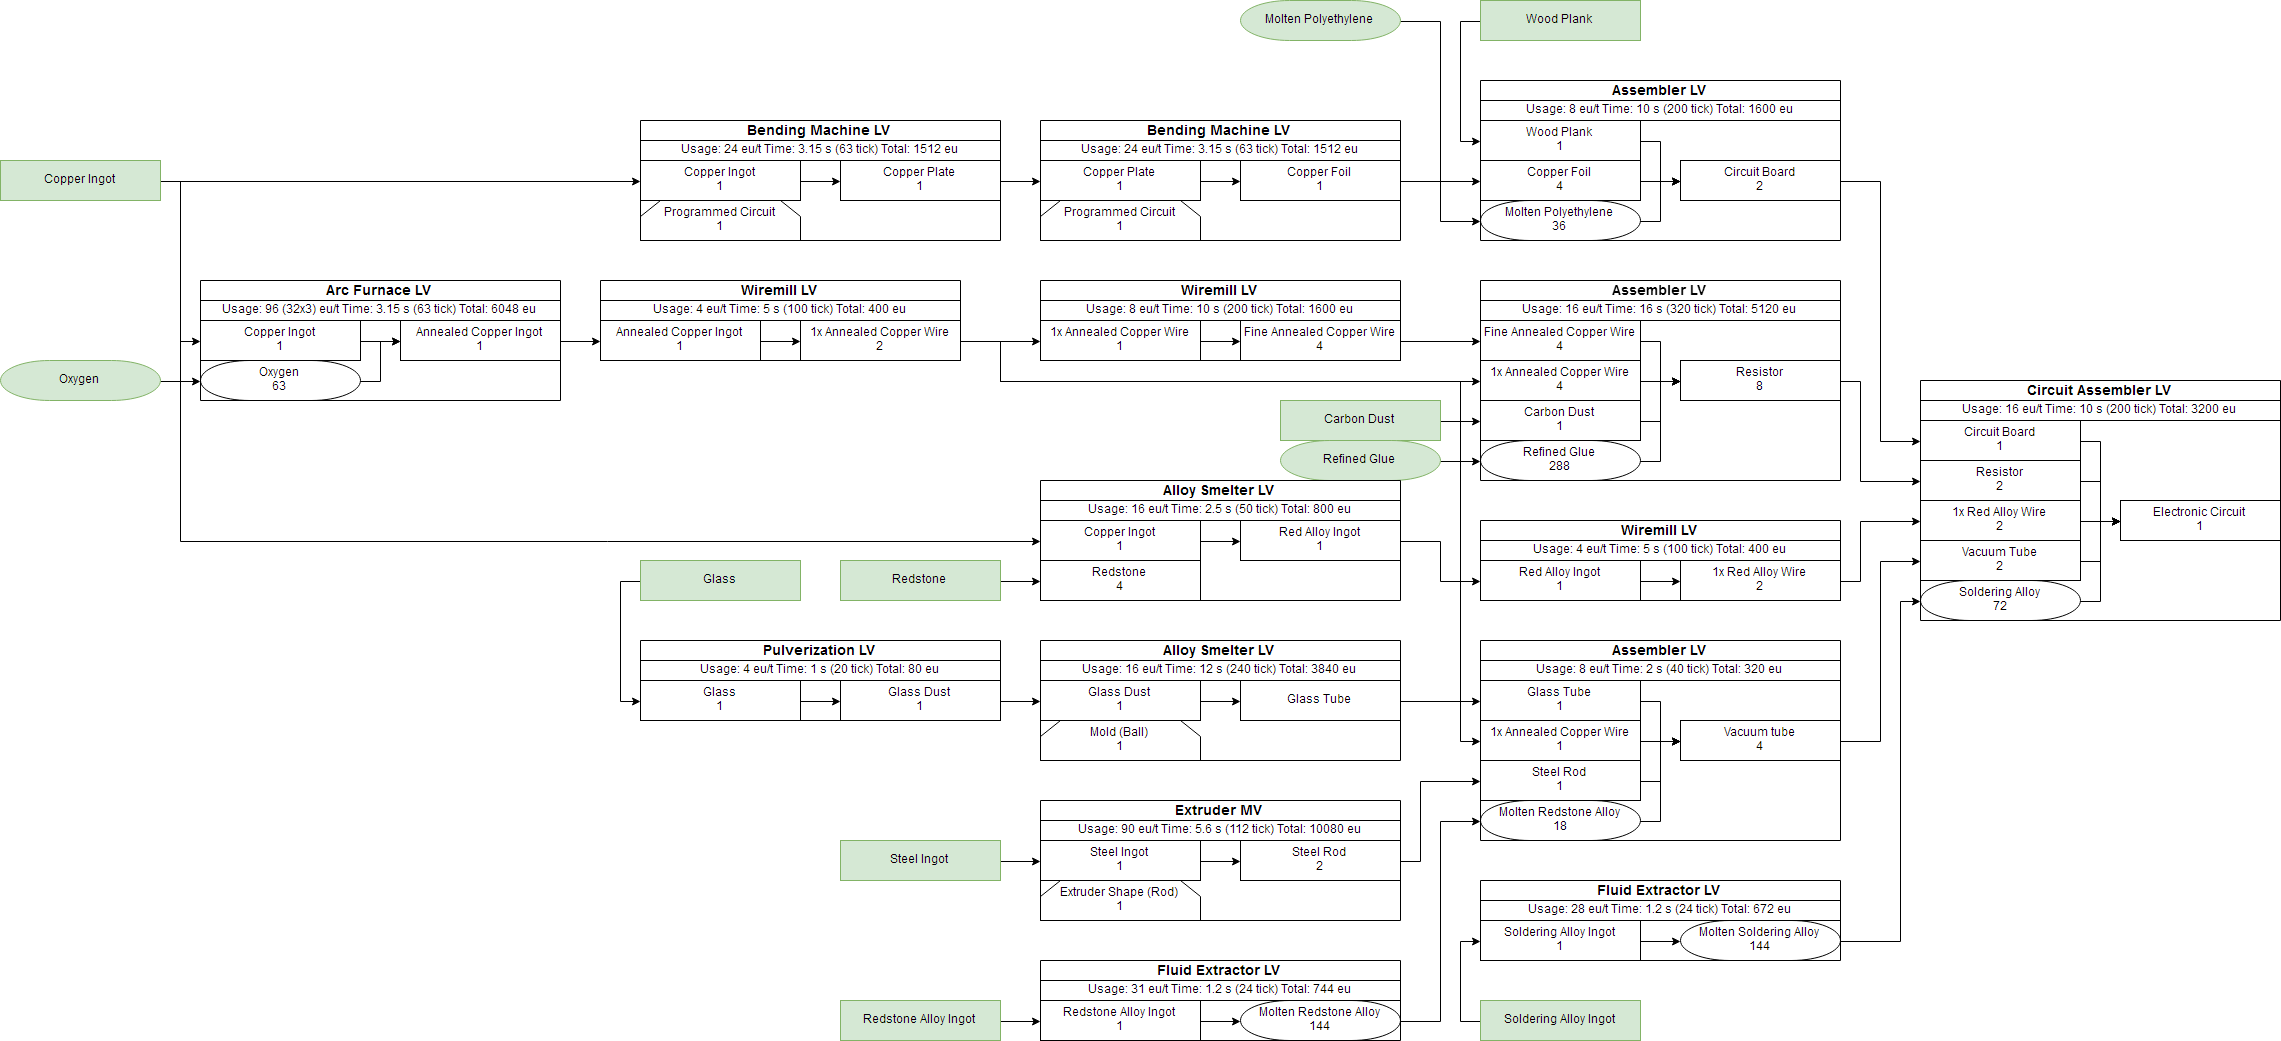 Molten Polyethylene
Wood Plank
Assembler LV
Usage: 8 eu/t Time: 10 s (200 tick) Total: 1600 eu
Wood Plank
1
Copper Foil
4
Molten Polyethylene
36
Circuit Board
2
Bending Machine LV
Usage: 24 eu/t Time: 3.15 s (63 tick) Total: 1512 eu
Copper Ingot
1
Copper Plate
1
Programmed Circuit
1
Bending Machine LV
Usage: 24 eu/t Time: 3.15 s (63 tick) Total: 1512 eu
Copper Plate
1
Copper Foil
1
Programmed Circuit
1
Copper Ingot
Arc Furnace LV
Usage: 96 (32x3) eu/t Time: 3.15 s (63 tick) Total: 6048 eu
Copper Ingot
1
Annealed Copper Ingot
1
Oxygen
63
Oxygen
Wiremill LV
Usage: 4 eu/t Time: 5 s (100 tick) Total: 400 eu
Annealed Copper Ingot
1
1x Annealed Copper Wire
2
Wiremill LV
Usage: 8 eu/t Time: 10 s (200 tick) Total: 1600 eu
1x Annealed Copper Wire
1
Fine Annealed Copper Wire
4
Assembler LV
Usage: 16 eu/t Time: 16 s (320 tick) Total: 5120 eu
Fine Annealed Copper Wire
4
1x Annealed Copper Wire
4
Carbon Dust
1
Refined Glue
288
Resistor
8
Carbon Dust
Refined Glue
Circuit Assembler LV
Usage: 16 eu/t Time: 10 s (200 tick) Total: 3200 eu
Circuit Board
1
Resistor
2
1x Red Alloy Wire
2
Vacuum Tube
2
Soldering Alloy
72
Electronic Circuit
1
Alloy Smelter LV
Usage: 16 eu/t Time: 2.5 s (50 tick) Total: 800 eu
Copper Ingot
1
Red Alloy Ingot
1
Redstone
4
Wiremill LV
Usage: 4 eu/t Time: 5 s (100 tick) Total: 400 eu
Red Alloy Ingot
1
1x Red Alloy Wire
2
Glass
Redstone
Pulverization LV
Usage: 4 eu/t Time: 1 s (20 tick) Total: 80 eu
Glass
1
Glass Dust
1
Alloy Smelter LV
Usage: 16 eu/t Time: 12 s (240 tick) Total: 3840 eu
Glass Dust
1
Glass Tube
Mold (Ball)
1
Assembler LV
Usage: 8 eu/t Time: 2 s (40 tick) Total: 320 eu
Glass Tube
1
1x Annealed Copper Wire
1
Steel Rod
1
Molten Redstone Alloy
18
Vacuum tube
4
Extruder MV
Usage: 90 eu/t Time: 5.6 s (112 tick) Total: 10080 eu
Steel Ingot
1
Steel Rod
2
Extruder Shape (Rod)
1
Steel Ingot
Fluid Extractor LV
Usage: 28 eu/t Time: 1.2 s (24 tick) Total: 672 eu
Soldering Alloy Ingot
1
Molten Soldering Alloy
144
Fluid Extractor LV
Usage: 31 eu/t Time: 1.2 s (24 tick) Total: 744 eu
Redstone Alloy Ingot
1
Molten Redstone Alloy
144
Redstone Alloy Ingot
Soldering Alloy Ingot